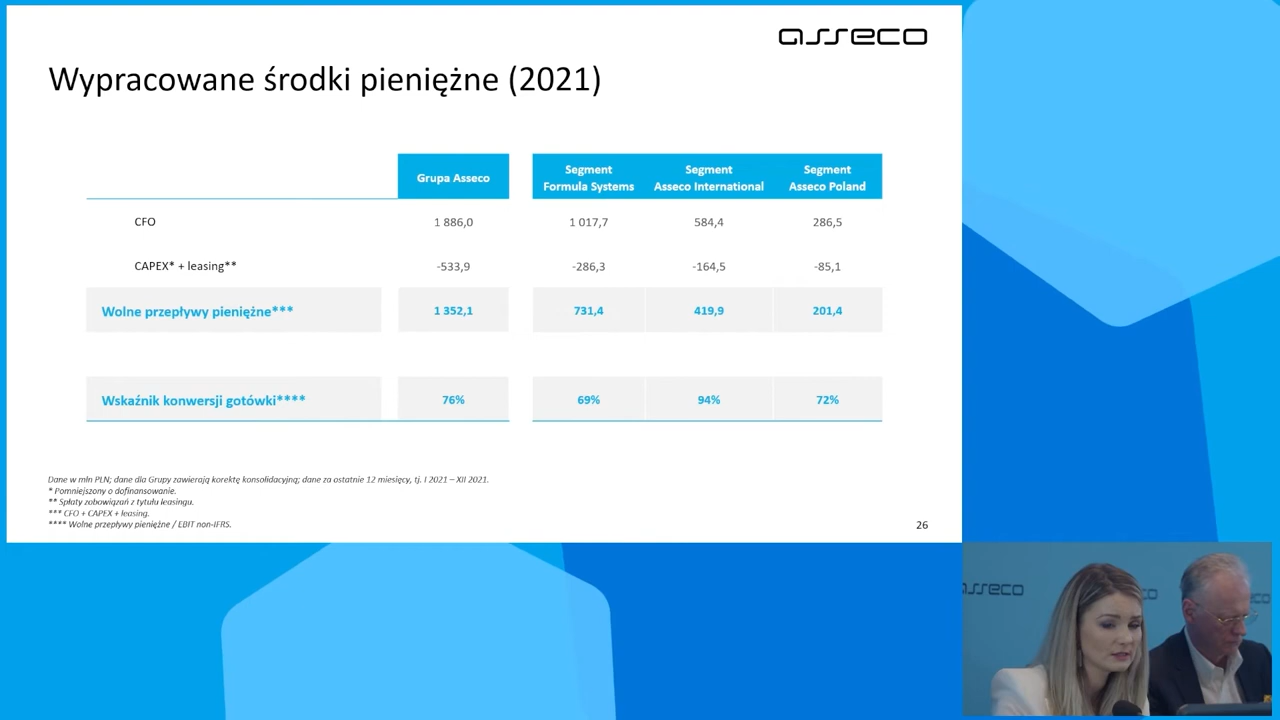 asseco
Wypracowane środki pieniężne (2021)
Grupa Asseco
Segment
Formula Systems
Segment
Asseco International
Segment
Asseco Poland
CFO 1 886,0 1 017,7 584,4 286,5
CAPEX* + leasing** -533,9 -286,3 -164,5 -85,1
Wolne przepływy pieniężne*** 1 352,1 731,4 419,9 201,4
Wskaźnik konwersji gotówki**** 76% 69% 94% 72%
Dane w mln PLN; dane dla Grupy zawierają korektę konsolidacyjną; dane za ostatnie 12 miesięcy, tj. I 2021 – XII 2021.
* Pomniejszony o dofinansowanie.
** Spłaty zobowiązań z tytułu leasingu.
*** CFO + CAPEX + leasing.
**** Wolne przepływy pieniężne / EBIT non-IFRS.
26
asseco
co
asseco